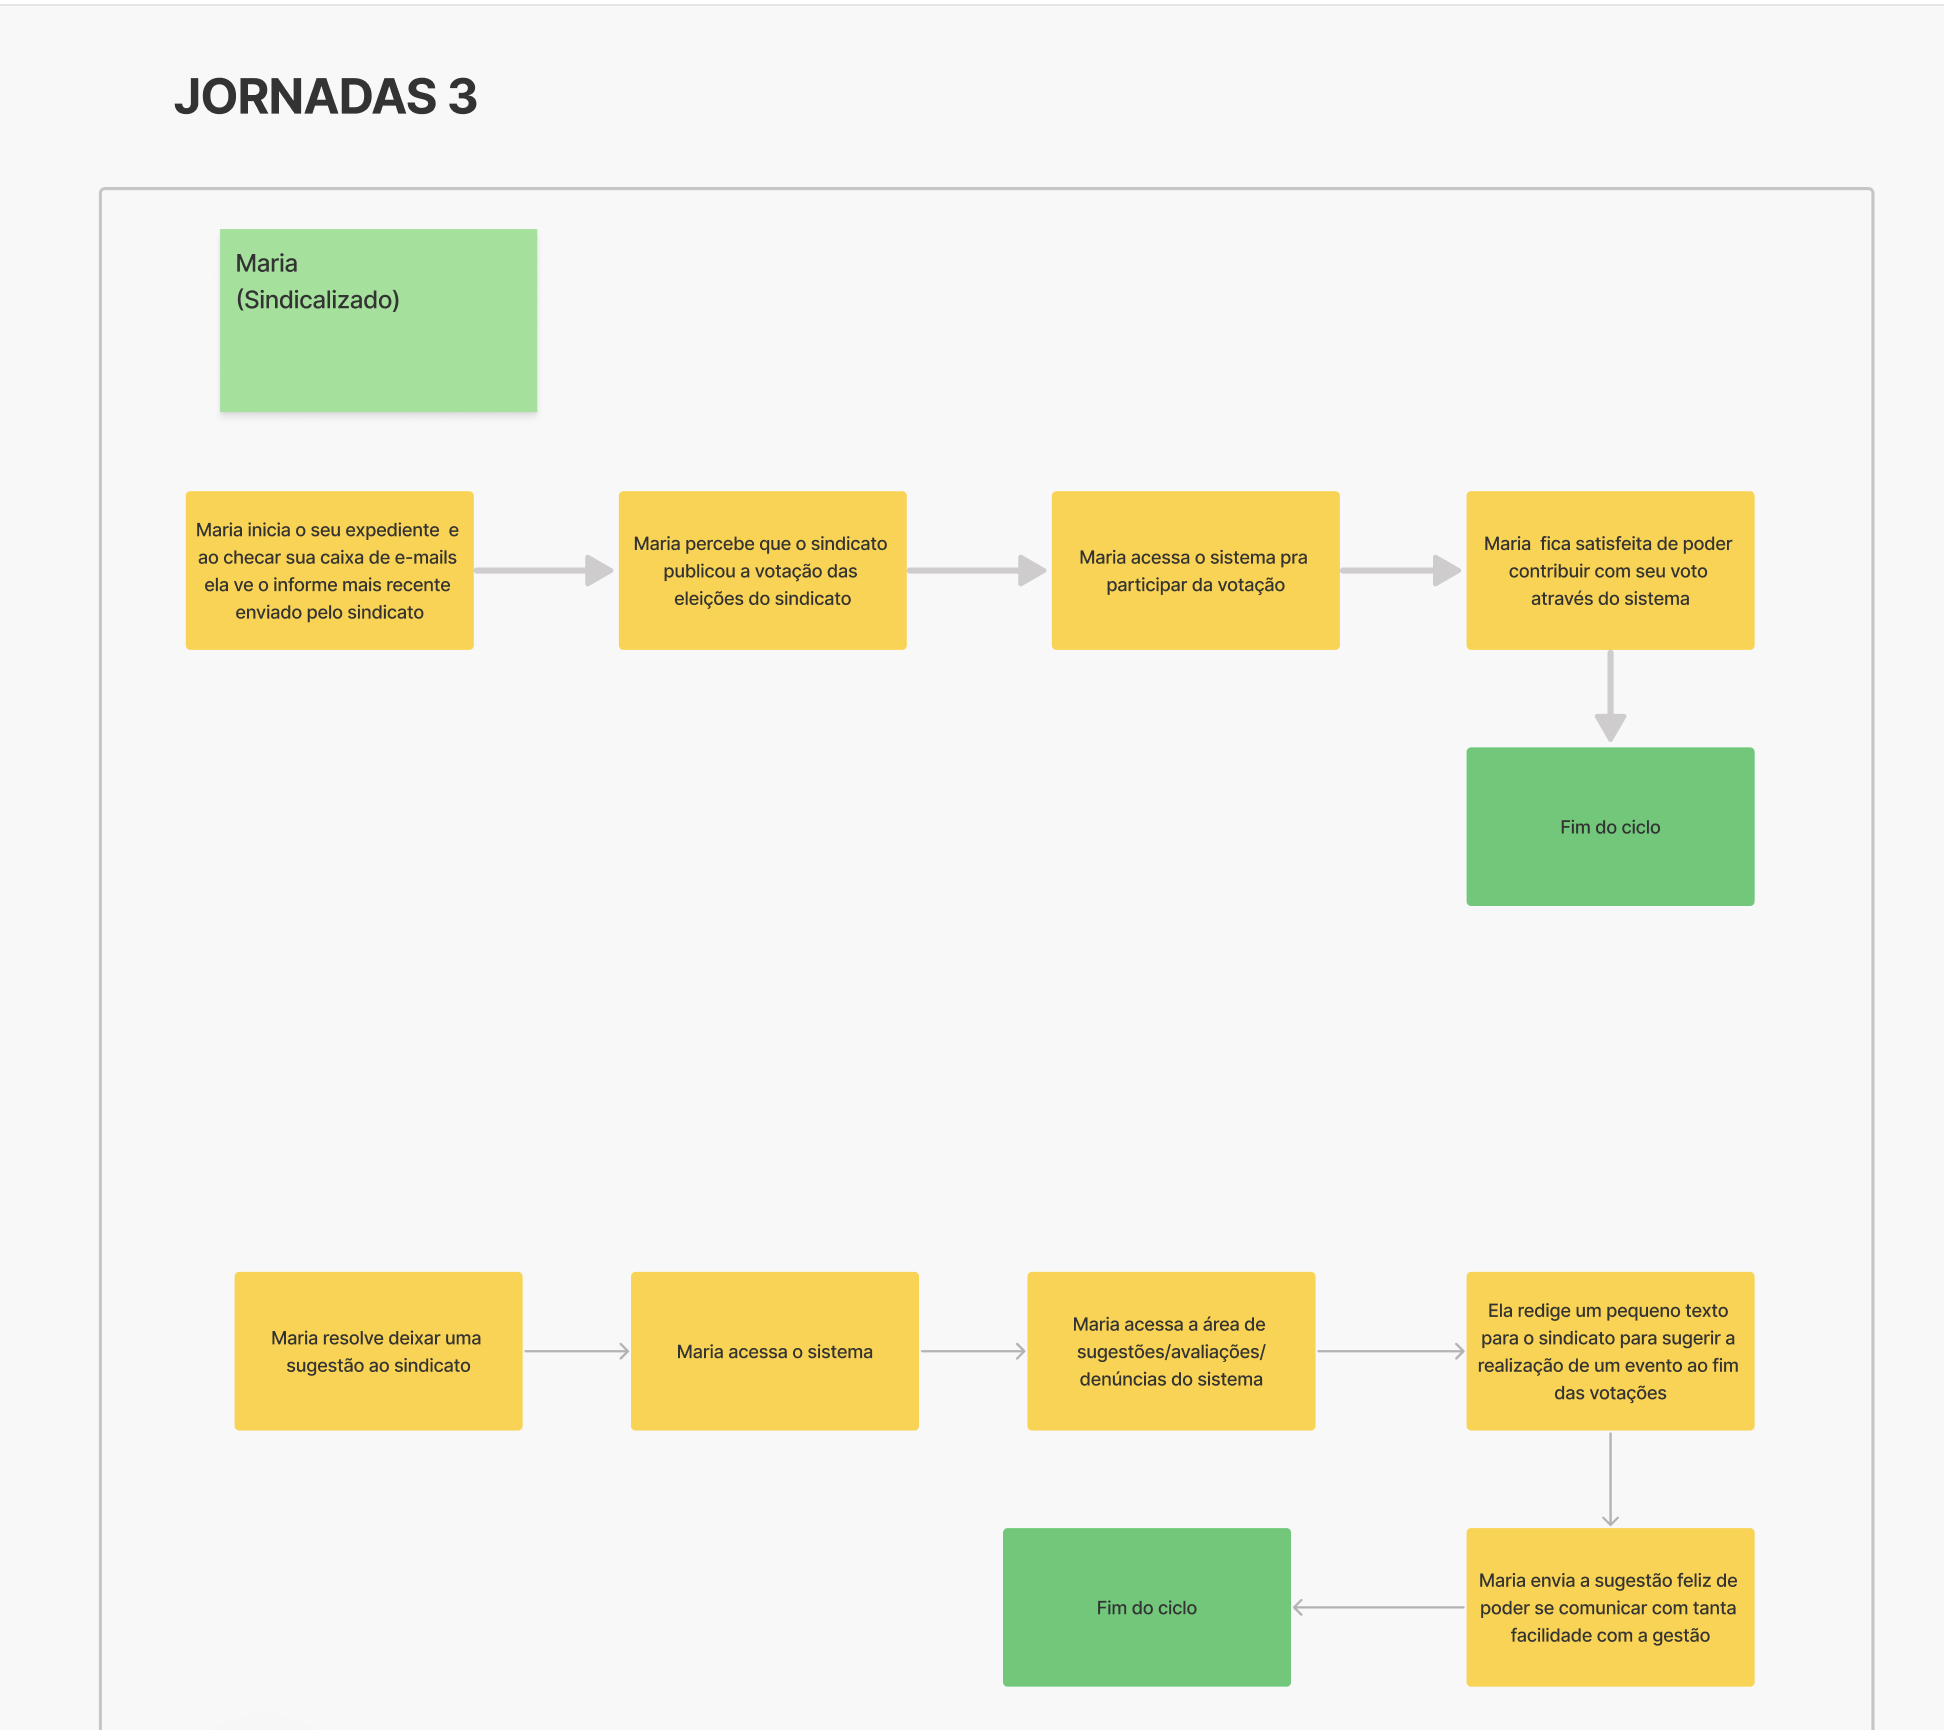 JORNADAS 3
Maria
(Sindicalizado)
Maria inicia o seu expediente  e
ao checar sua caixa de e-mails
ela ve o informe mais recente
enviado pelo sindicato
Maria percebe que o sindicato
publicou a votação das
eleições do sindicato
Maria acessa o sistema pra
participar da votação
Maria  fica satisfeita de poder
contribuir com seu voto
através do sistema
Fim do ciclo
Maria resolve deixar uma
sugestão ao sindicato
Maria acessa o sistema
Maria acessa a área de
sugestões/avaliações/
denúncias do sistema
Ela redige um pequeno texto
para o sindicato para sugerir a
realização de um evento ao fim
das votações
Maria envia a sugestão feliz de
poder se comunicar com tanta
facilidade com a gestão
Fim do ciclo